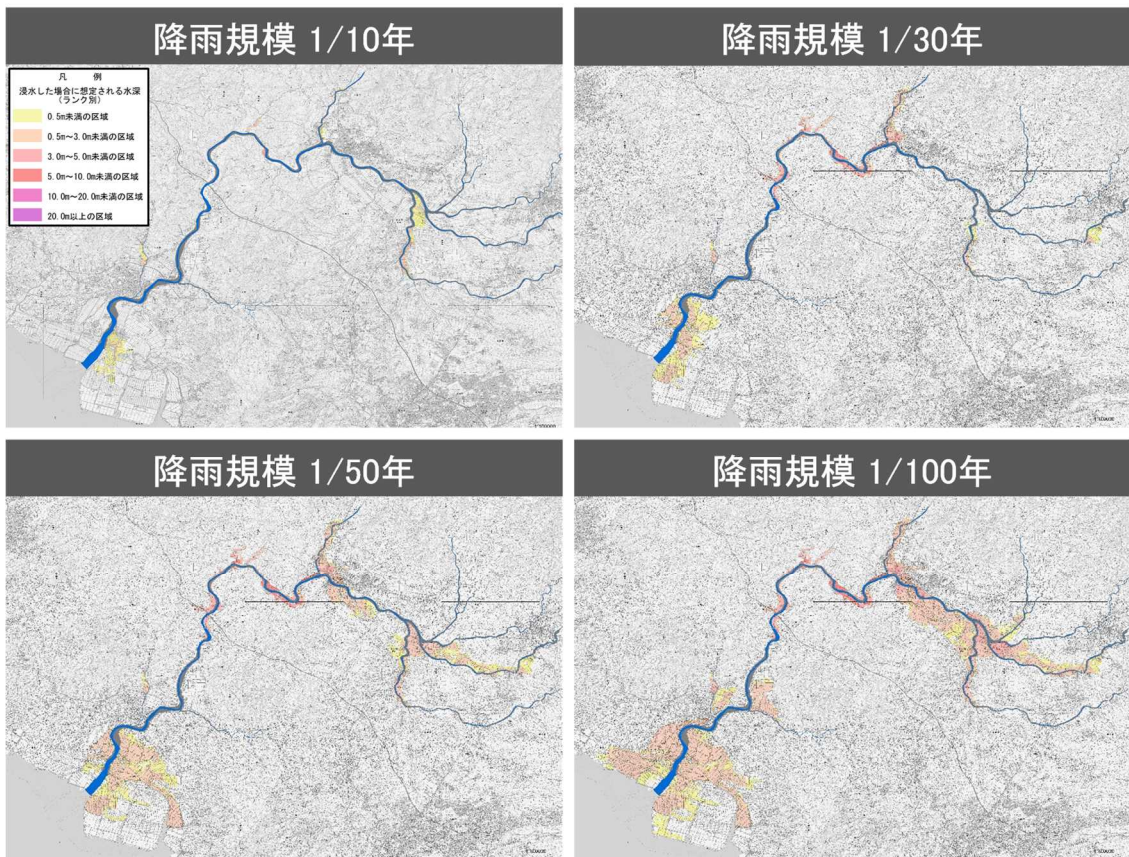 降雨規模 1/10年
凡 例
浸水した場合に想定される水深
(ランク別)
0.5m未満の区域
0.5m~3.0m未満の区域
3.0m~5.0m未満の区域
5.0m~10.0m未満の区域
10.0m~20.0m未満の区域
20.0m以上の区域
降雨規模 1/30年
降雨規模 1/50年
降雨規模 1/100年